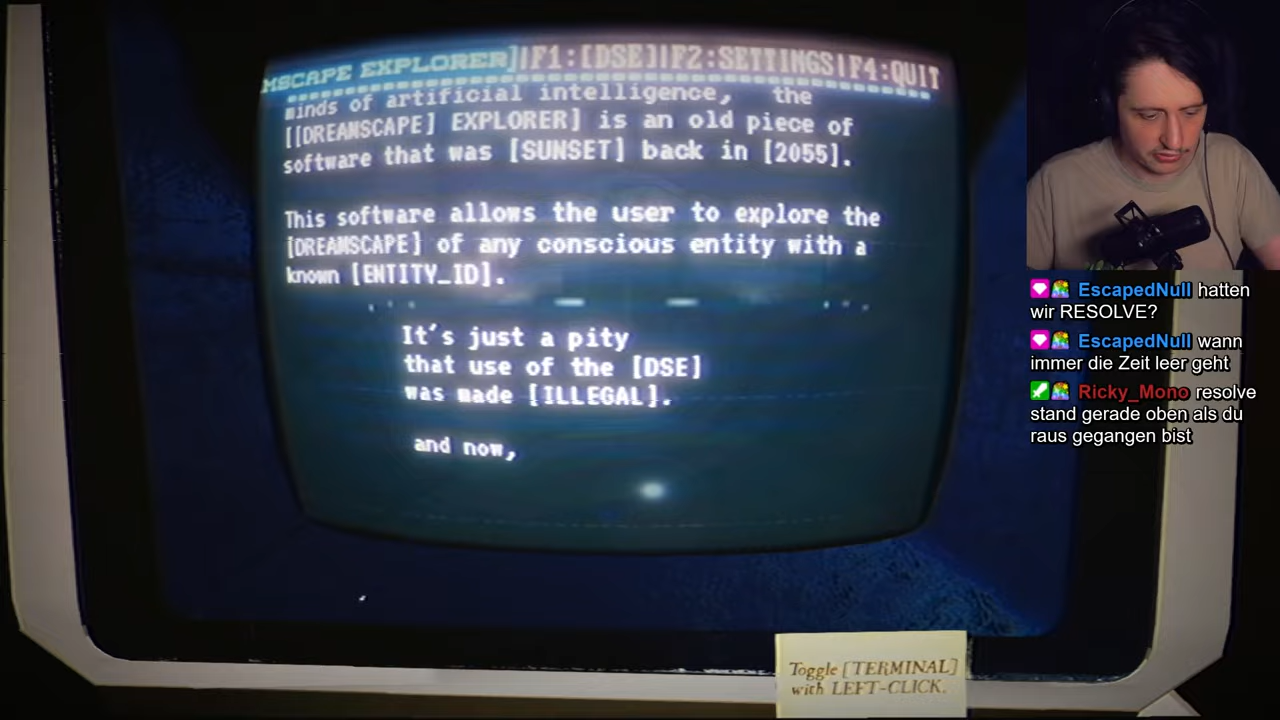 MSCAPE EXPLORER]|F1:[DSE]|F2:SETTINGS|F4:QUIT
minds of artificial intelligence, the
[[DREAMSCAPE] EXPLORER] is an old piece of
software that was [SUNSET] back in [2055].
This software allows the user to explore the
[DREAMSCAPE] of any conscious entity with a
known [ENTITY_ID].
It's just a pity
that use of the [DSE]
was made [ILLEGAL].
and now,
Toggle [TERMINAL]
with LEFT-CLICK.
EscapedNull hatten
wir RESOLVE?
EscapedNull wann
immer die Zeit leer geht
Ricky_Mono resolve
stand gerade oben als du
raus gegangen bist